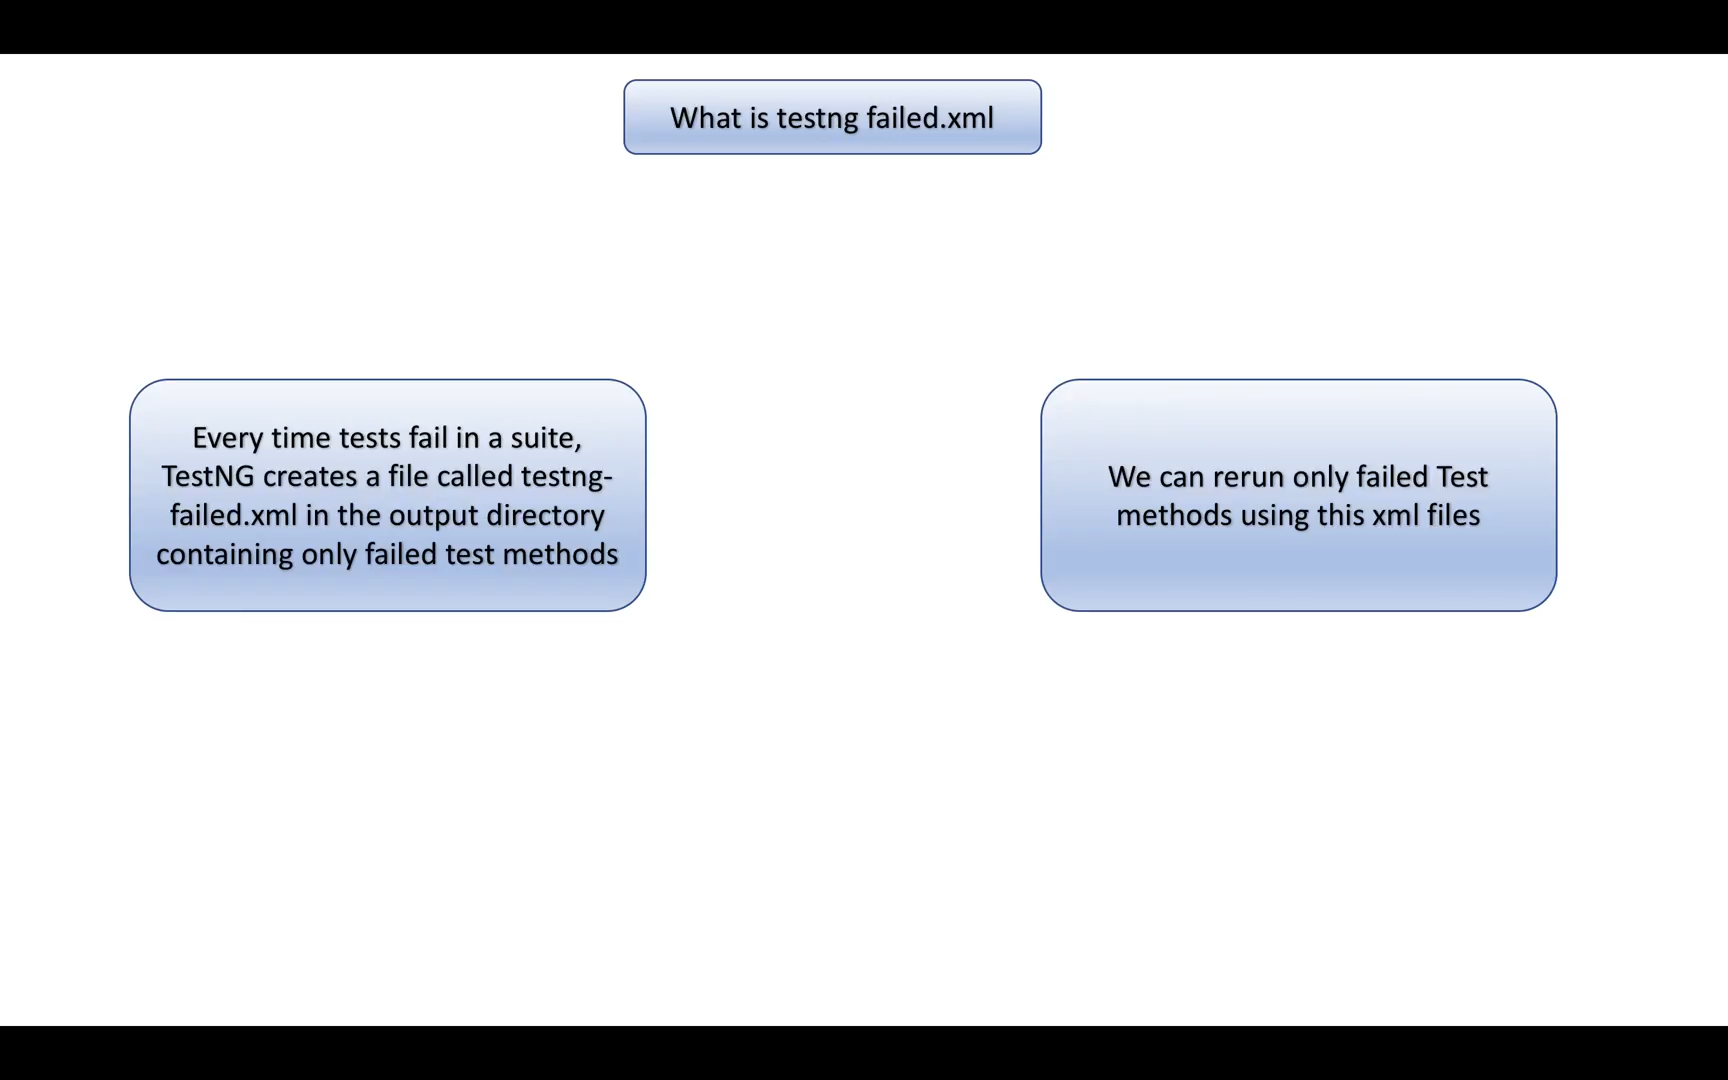 What is testng failed.xml
Every time tests fail in a suite,
TestNG creates a file called testng-
failed.xml in the output directory
containing only failed test methods
We can rerun only failed Test
methods using this xml files